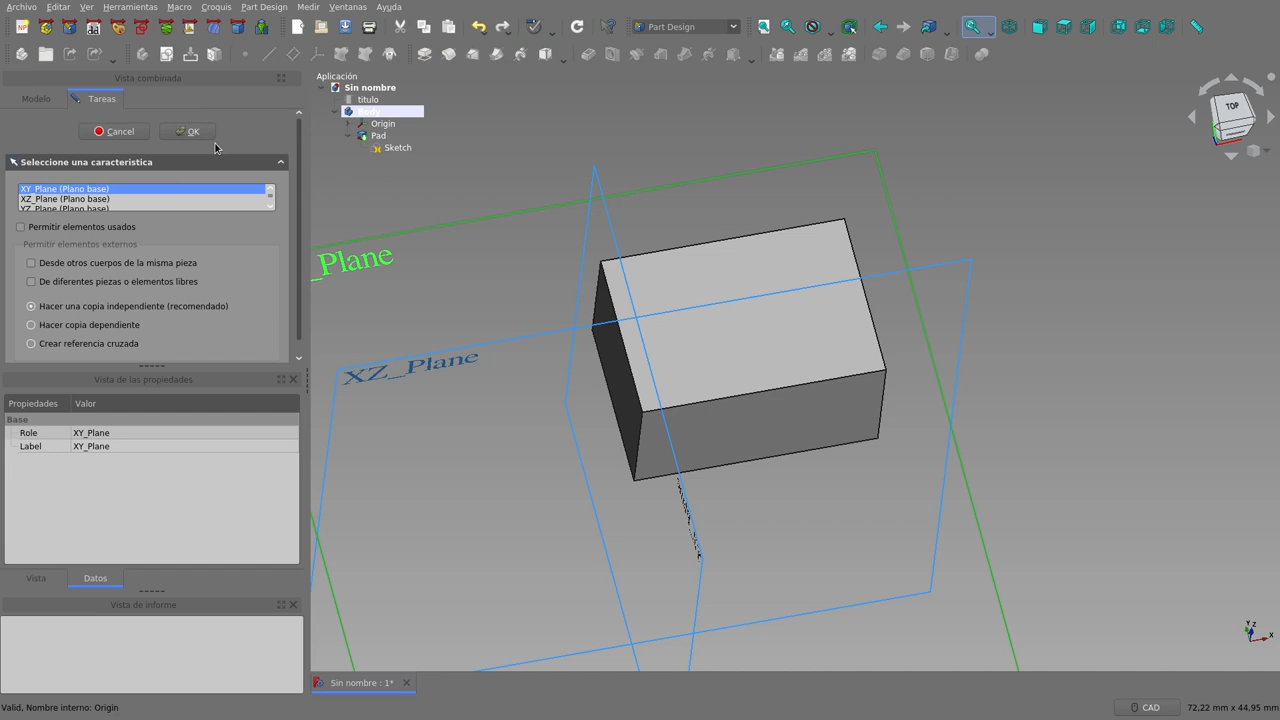 Archivo Editar Ver Herramientas Macro Croquis Part Design Medir Ventanas Ayuda
Part Design
Vista combinada
Modelo Tareas
Cancel OK
Seleccione una característica
XY_Plane (Plano base)
XZ_Plane (Plano base)
YZ_Plane (Plano base)
Permitir elementos usados
Permitir elementos externos
Desde otros cuerpos de la misma pieza
De diferentes piezas o elementos libres
Hacer una copia independiente (recomendado)
Hacer copia dependiente
Crear referencia cruzada
Vista de las propiedades
Propiedades Valor
Base
Role XY_Plane
Label XY_Plane
Vista Datos
Vista de informe
Aplicación
Sin nombre
titulo
Body
Origin
Pad
Sketch
_Plane
XZ_Plane
TOP
Y Z
X
Sin nombre : 1*
Valid, Nombre interno: Origin
CAD
72,22 mm x 44,95 mm